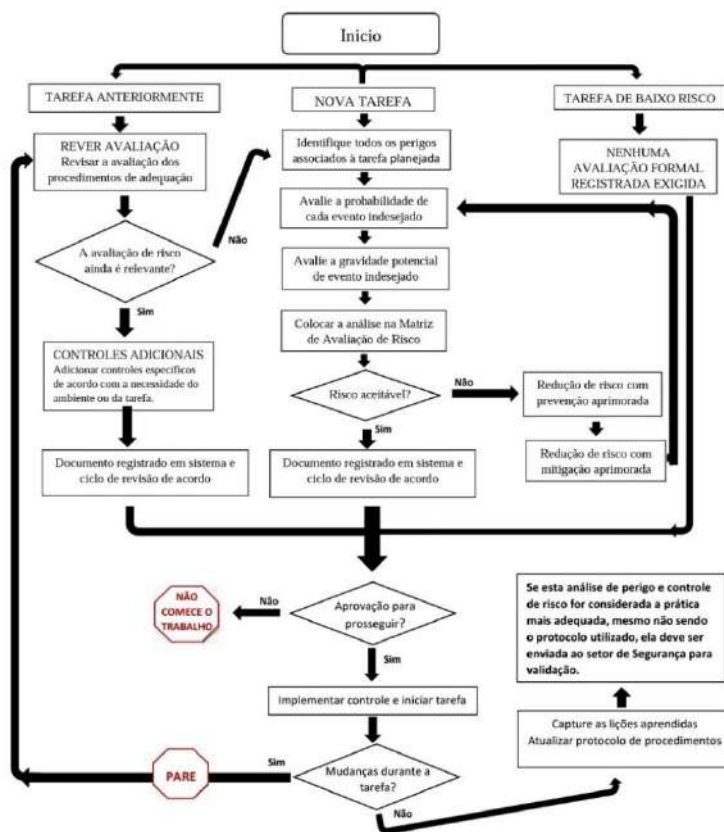 Inicio
TAREFA ANTERIORMENTE
NOVA TAREFA
TAREFA DE BAIXO RISCO
REVER AVALIAÇÃO
Revisar a avaliação dos
procedimentos de adequação
Identifique todos os perigos
associados à tarefa planejada
NENHUMA
AVALIAÇÃO FORMAL
REGISTRADA EXIGIDA
Avalie a probabilidade de
cada evento indesejado
A avaliação de risco
ainda é relevante?
Não
Avalie a gravidade potencial
de evento indesejado
Sim
Colocar a análise na Matriz
de Avaliação de Risco
CONTROLES ADICIONAIS
Adicionar controles específicos
de acordo com a necessidade do
ambiente ou da tarefa.
Risco aceitável?
Não
Redução de risco com
prevenção aprimorada
Sim
Redução de risco com
mitigação aprimorada
Documento registrado em sistema e
ciclo de revisão de acordo
Documento registrado em sistema e
ciclo de revisão de acordo
NÃO
COMECE O
TRABALHO
Não
Aprovação para
prosseguir?
Sim
Se esta análise de perigo e controle
de risco for considerada a prática
mais adequada, mesmo não sendo
o protocolo utilizado, ela deve ser
enviada ao setor de Segurança para
validação.
Implementar controle e iniciar tarefa
Capture as lições aprendidas
Atualizar protocolo de procedimentos
PARE
Sim
Mudanças durante a
tarefa?
Não